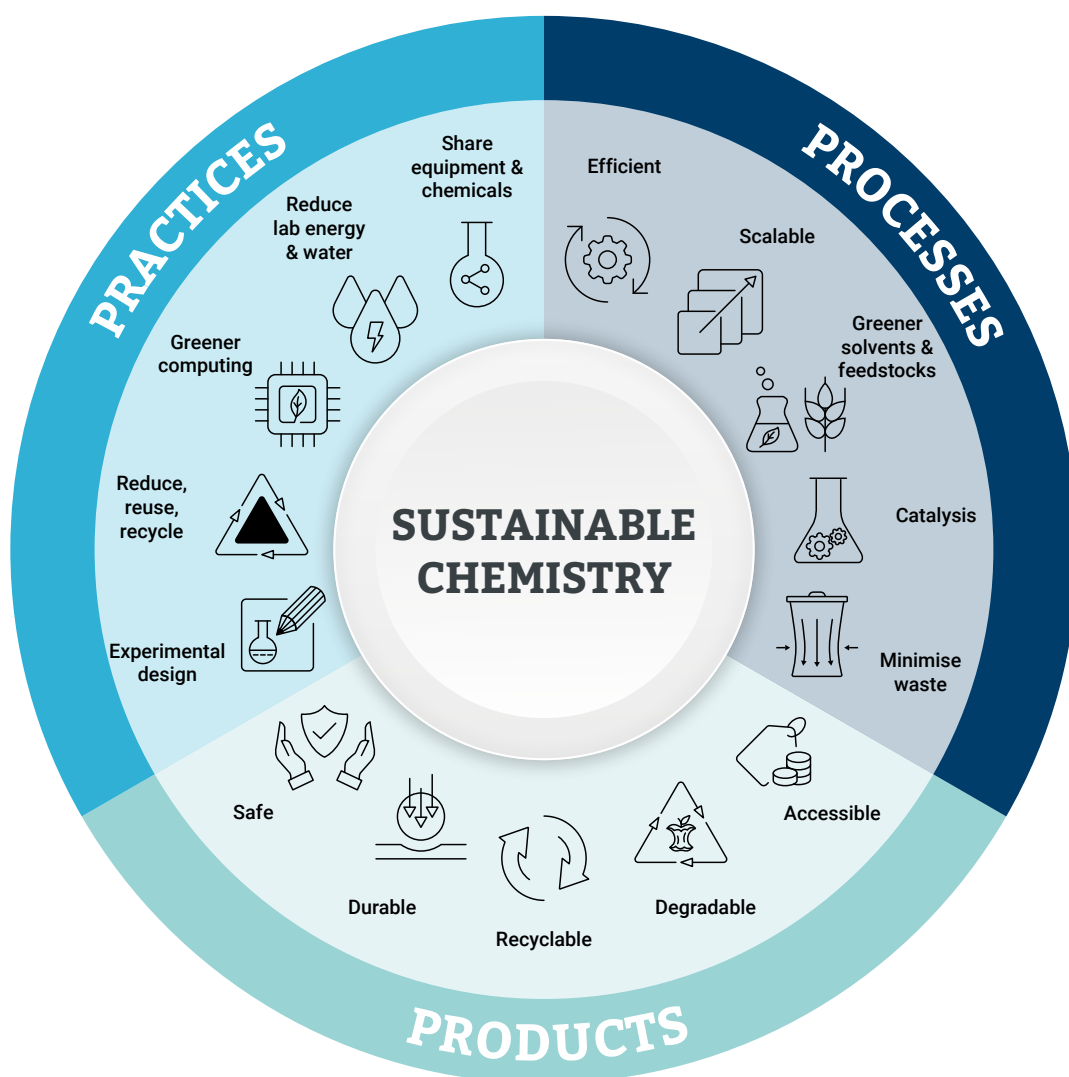 PRACTICES
Share
equipment &
chemicals
Reduce
lab energy
& water
Greener
computing
Reduce,
reuse,
recycle
Experimental
design
PROCESSES
Efficient
Scalable
Greener
solvents &
feedstocks
Catalysis
Minimise
waste
SUSTAINABLE
CHEMISTRY
Safe
Durable
Recyclable
Degradable
Accessible
PRODUCTS